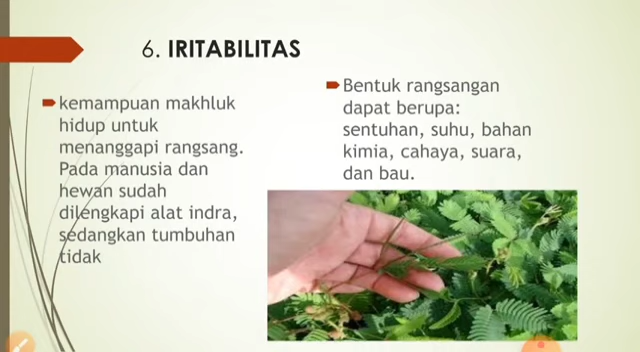 6. IRITABILITAS
kemampuan makhluk
hidup untuk
menanggapi rangsang.
Pada manusia dan
hewan sudah
dilengkapi alat indra,
sedangkan tumbuhan
tidak
Bentuk rangsangan
dapat berupa:
sentuhan, suhu, bahan
kimia, cahaya, suara,
dan bau.